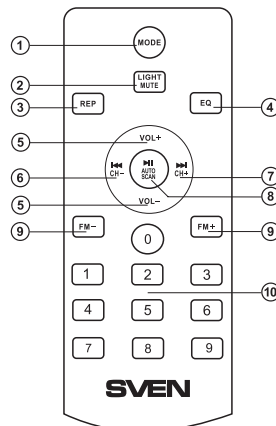 1 MODE
2 LIGHT MUTE
3 REP EQ 4
5 VOL+
6 CH- AUTO SCAN CH+ 7
8
5 VOL-
9 FM- FM+ 9
0
1 2 3
10
4 5 6
7 8 9
SVEN